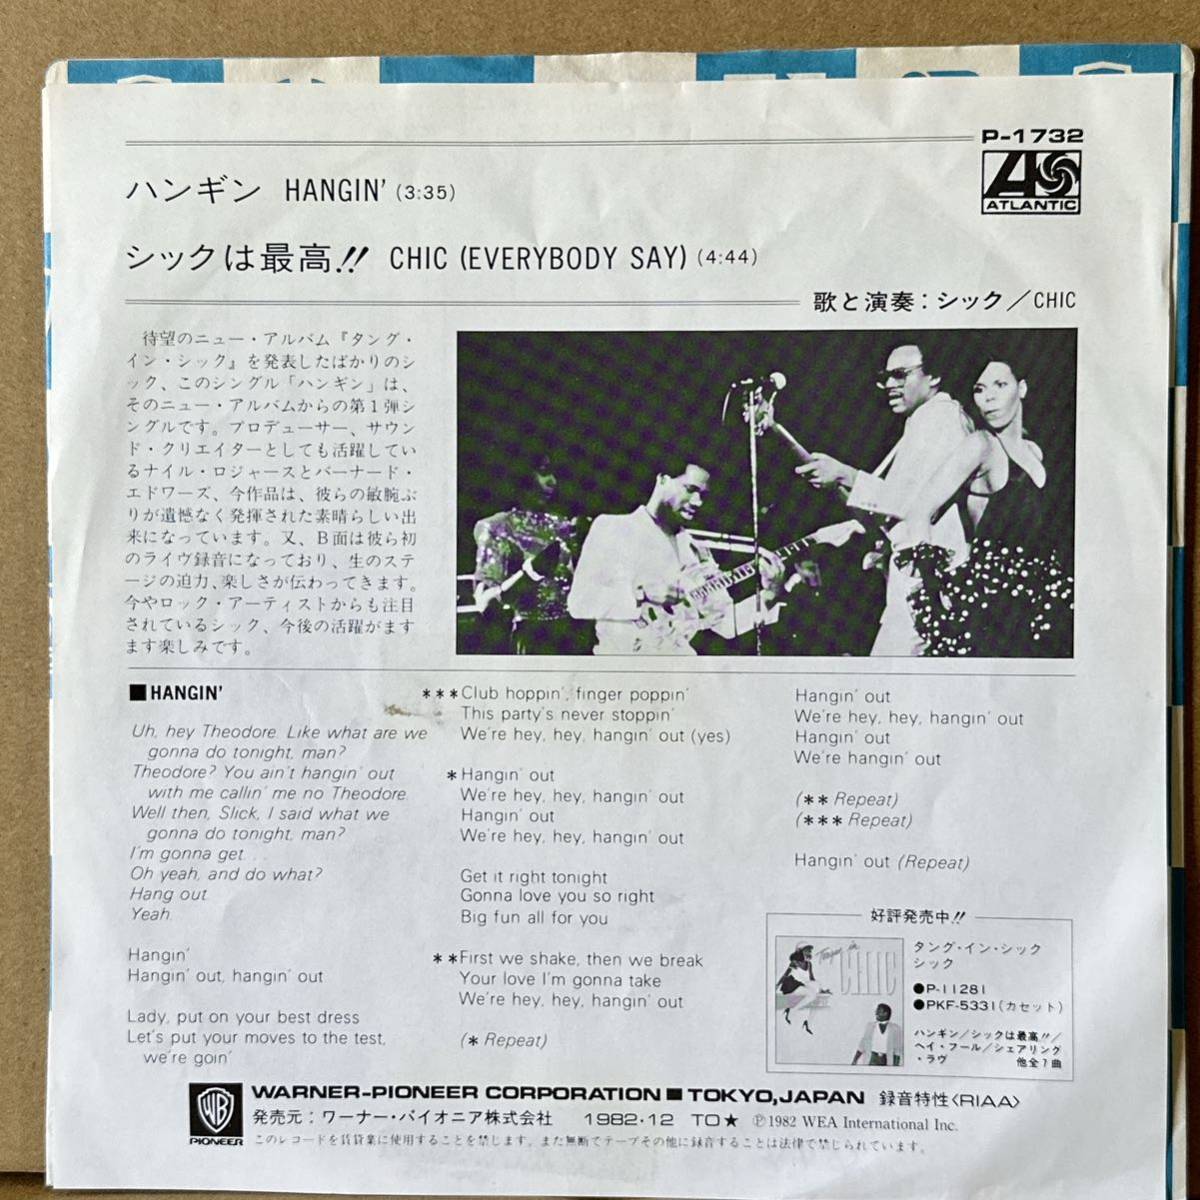 P-1732
ATLANTIC
ハンギン HANGIN' (3:35)
シックは最高!! CHIC (EVERYBODY SAY) (4:44)
歌と演奏：シック／CHIC
待望のニュー・アルバム『タング・
イン・シック』を発表したばかりのシ
ック、このシングル「ハンギン」は、
そのニュー・アルバムからの第1弾シ
ングルです。プロデューサー、サウン
ド・クリエイターとしても活躍してい
るナイル・ロジャースとバーナード・
エドワーズ、今作品は、彼らの敏腕ぶ
りが遺憾なく発揮された素晴らしい出
来になっています。又、B面は彼ら初
のライヴ録音になっており、生のステ
ージの迫力、楽しさが伝わってきます。
今やロック・アーティストからも注目
されているシック、今後の活躍がます
ます楽しみです。
■HANGIN'
Uh, hey Theodore. Like what are we
gonna do tonight, man?
Theodore? You ain't hangin' out
with me callin' me no Theodore.
Well then, Slick, I said what we
gonna do tonight, man?
I'm gonna get...
Oh yeah, and do what?
Hang out.
Yeah.
Hangin'
Hangin' out, hangin' out
Lady, put on your best dress
Let's put your moves to the test,
we're goin'
***Club hoppin', finger poppin'
This party's never stoppin'
We're hey, hey, hangin' out (yes)
*Hangin' out
We're hey, hey, hangin' out
Hangin' out
We're hey, hey, hangin' out
Get it right tonight
Gonna love you so right
Big fun all for you
**First we shake, then we break
Your love I'm gonna take
We're hey, hey, hangin' out
(* Repeat)
Hangin' out
We're hey, hey, hangin' out
Hangin' out
We're hangin' out
(** Repeat)
(*** Repeat)
Hangin' out (Repeat)
好評発売中!!
Tongue in
CHIC
タング・イン・シック
シック
●P-11281
●PKF-5331(カセット)
ハンギン／シックは最高!!／
ヘイ・フール／シェアリング
・ラヴ 他全7曲
WB
PIONEER
WARNER-PIONEER CORPORATION■TOKYO,JAPAN 録音特性〈RIAA〉
発売元：ワーナー・パイオニア株式会社 1982・12 TO★ ℗1982 WEA International Inc.
このレコードを賃貸業に使用することを禁じます。また無断でテープその他に録音することは法律で禁じられています。